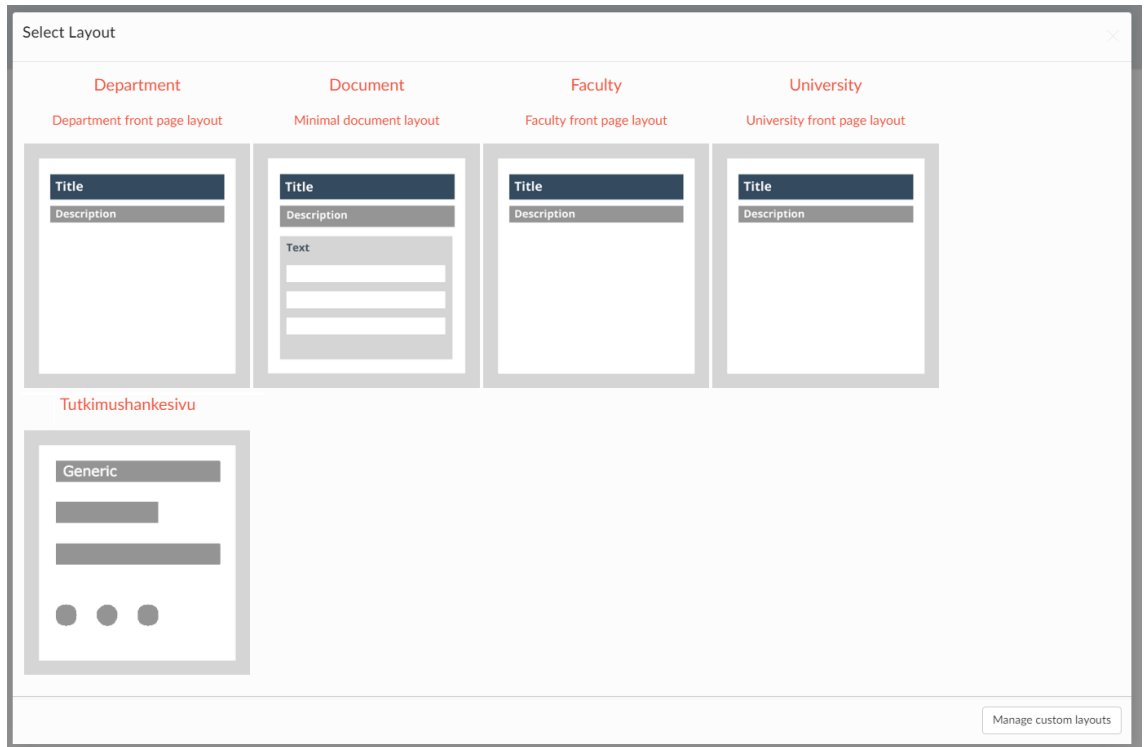 Select Layout
Department
Department front page layout
Title
Description
Document
Minimal document layout
Title
Description
Text
Faculty
Faculty front page layout
Title
Description
University
University front page layout
Title
Description
Tutkimushankesivu
Generic
Manage custom layouts